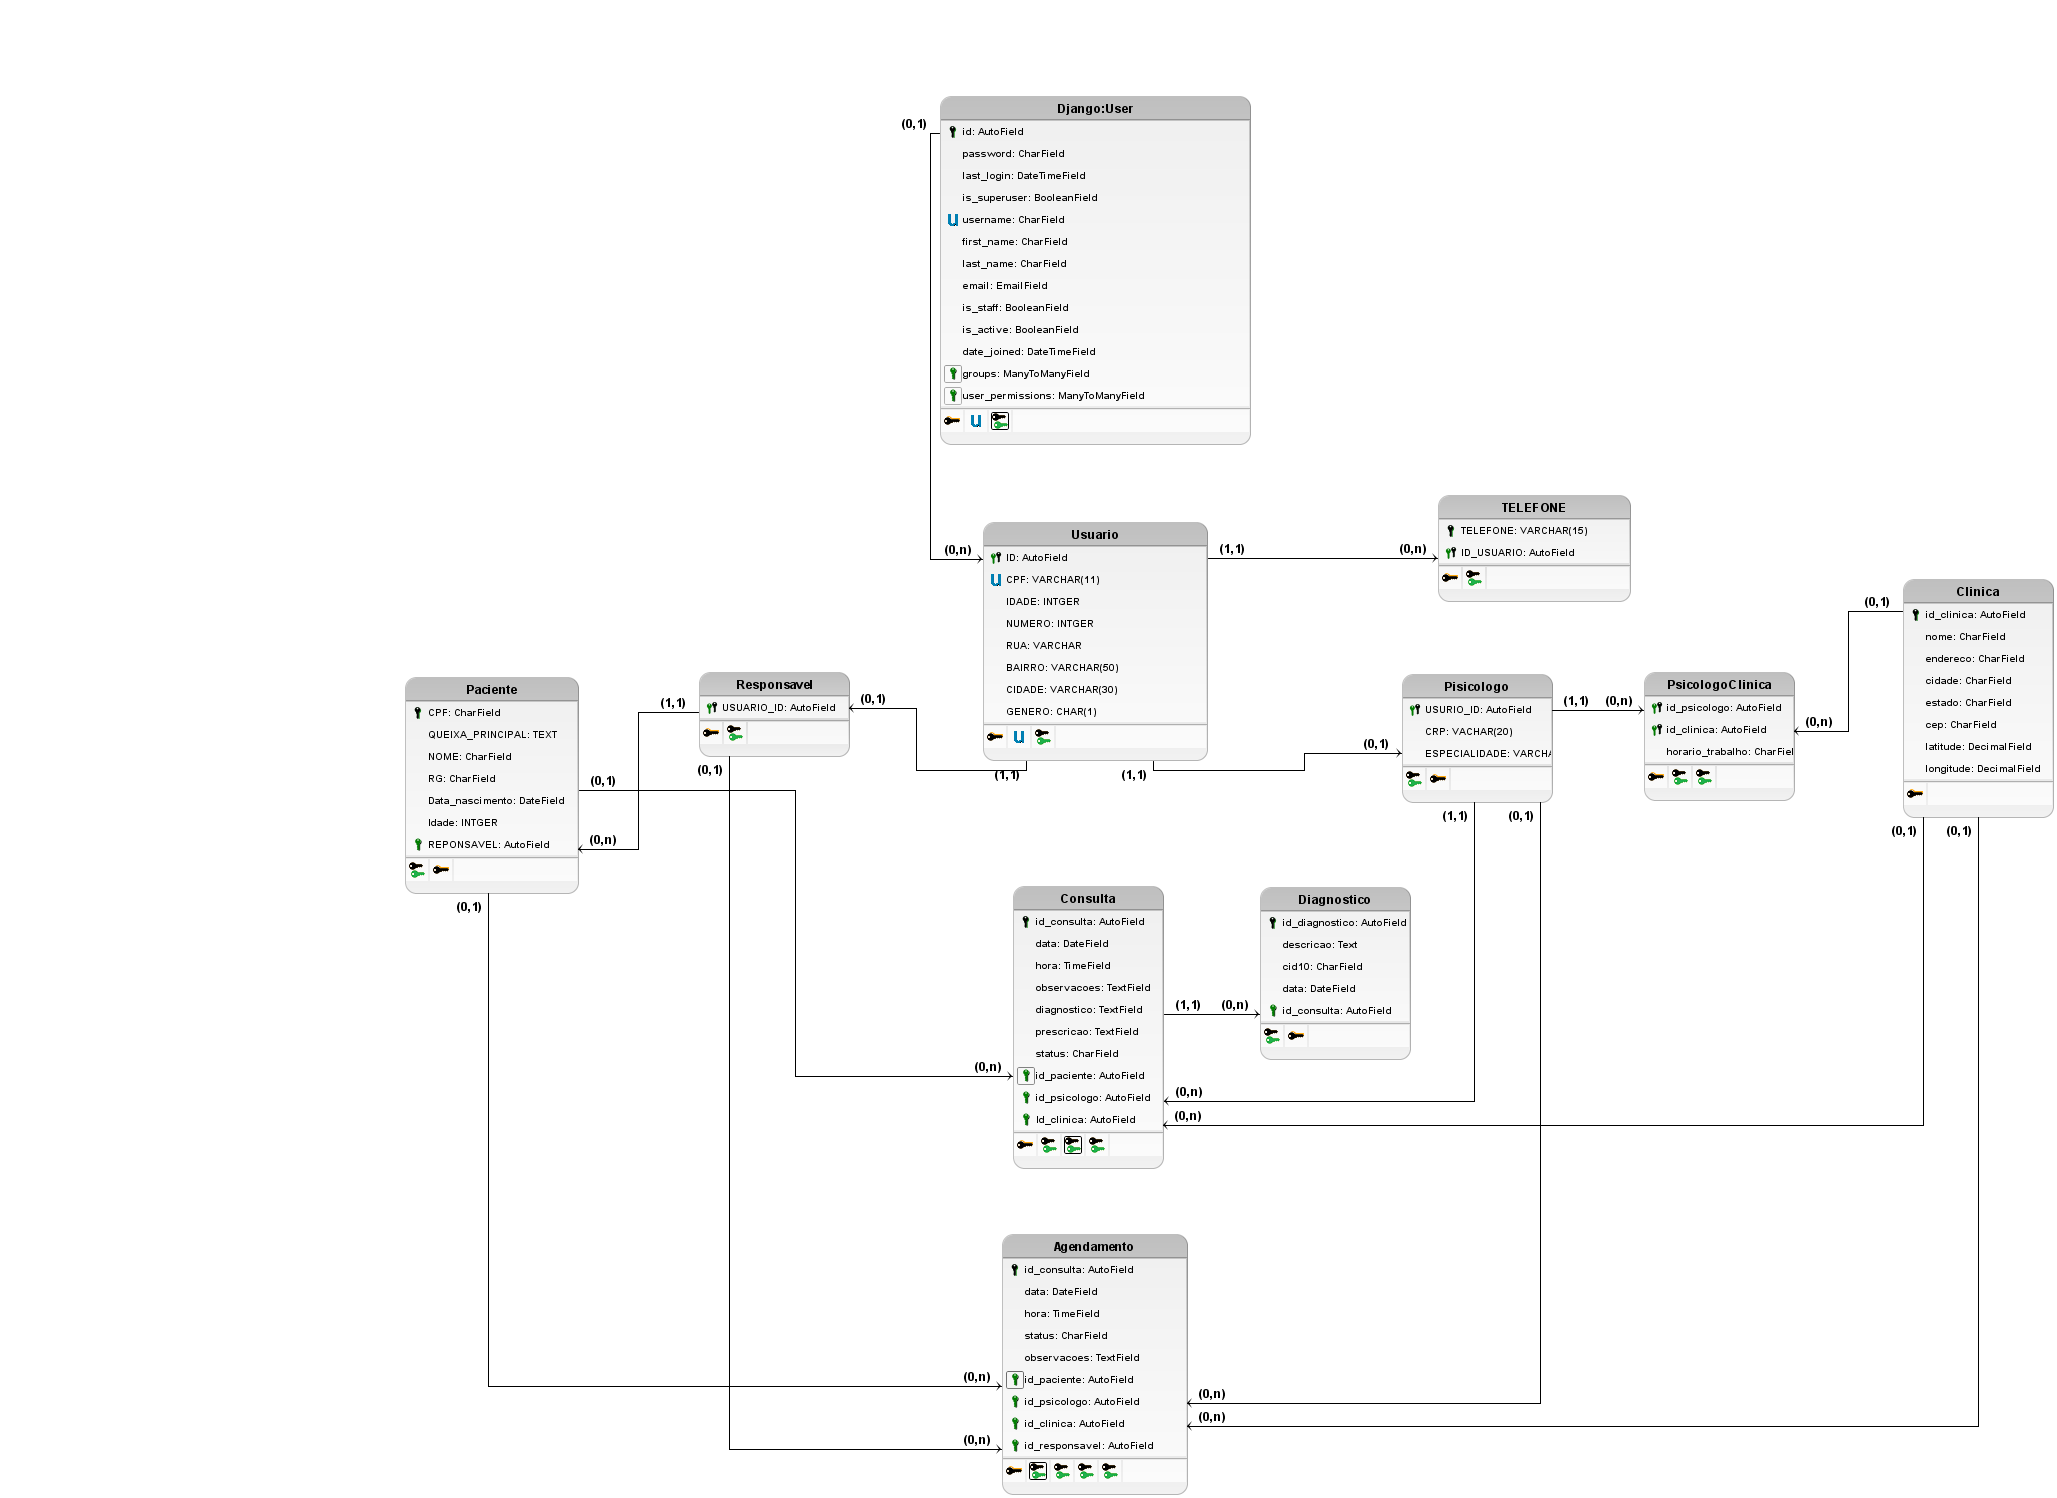 Django:User
(0,1)
id: AutoField
password: CharField
last_login: DateTimeField
is_superuser: BooleanField
u username: CharField
first_name: CharField
last_name: CharField
email: EmailField
is_staff: BooleanField
is_active: BooleanField
date_joined: DateTimeField
groups: ManyToManyField
user_permissions: ManyToManyField
u
(0,n)
Usuario
ID: AutoField
u CPF: VARCHAR(11)
IDADE: INTGER
NUMERO: INTGER
RUA: VARCHAR
BAIRRO: VARCHAR(50)
CIDADE: VARCHAR(30)
GENERO: CHAR(1)
u
(1,1)
(0,n)
(1,1)
(1,1)
TELEFONE
TELEFONE: VARCHAR(15)
ID_USUARIO: AutoField
Clinica
id_clinica: AutoField
nome: CharField
endereco: CharField
cidade: CharField
estado: CharField
cep: CharField
latitude: DecimalField
longitude: DecimalField
(0,1)
(0,n)
(0,1)
(0,1)
Paciente
CPF: CharField
QUEIXA_PRINCIPAL: TEXT
NOME: CharField
RG: CharField
Data_nascimento: DateField
Idade: INTGER
REPONSAVEL: AutoField
(0,1)
(0,n)
(0,1)
(1,1)
Responsavel
USUARIO_ID: AutoField
(0,1)
(0,1)
Pisicologo
USURIO_ID: AutoField
CRP: VACHAR(20)
ESPECIALIDADE: VARCHA
(0,1)
(1,1)
(0,n)
(1,1)
(0,1)
PsicologoClinica
id_psicologo: AutoField
id_clinica: AutoField
horario_trabalho: CharFiel
Consulta
id_consulta: AutoField
data: DateField
hora: TimeField
observacoes: TextField
diagnostico: TextField
prescricao: TextField
status: CharField
id_paciente: AutoField
id_psicologo: AutoField
Id_clinica: AutoField
(1,1)
(0,n)
(0,n)
(0,n)
(0,n)
Diagnostico
id_diagnostico: AutoField
descricao: Text
cid10: CharField
data: DateField
id_consulta: AutoField
Agendamento
id_consulta: AutoField
data: DateField
hora: TimeField
status: CharField
observacoes: TextField
id_paciente: AutoField
id_psicologo: AutoField
id_clinica: AutoField
id_responsavel: AutoField
(0,n)
(0,n)
(0,n)
(0,n)